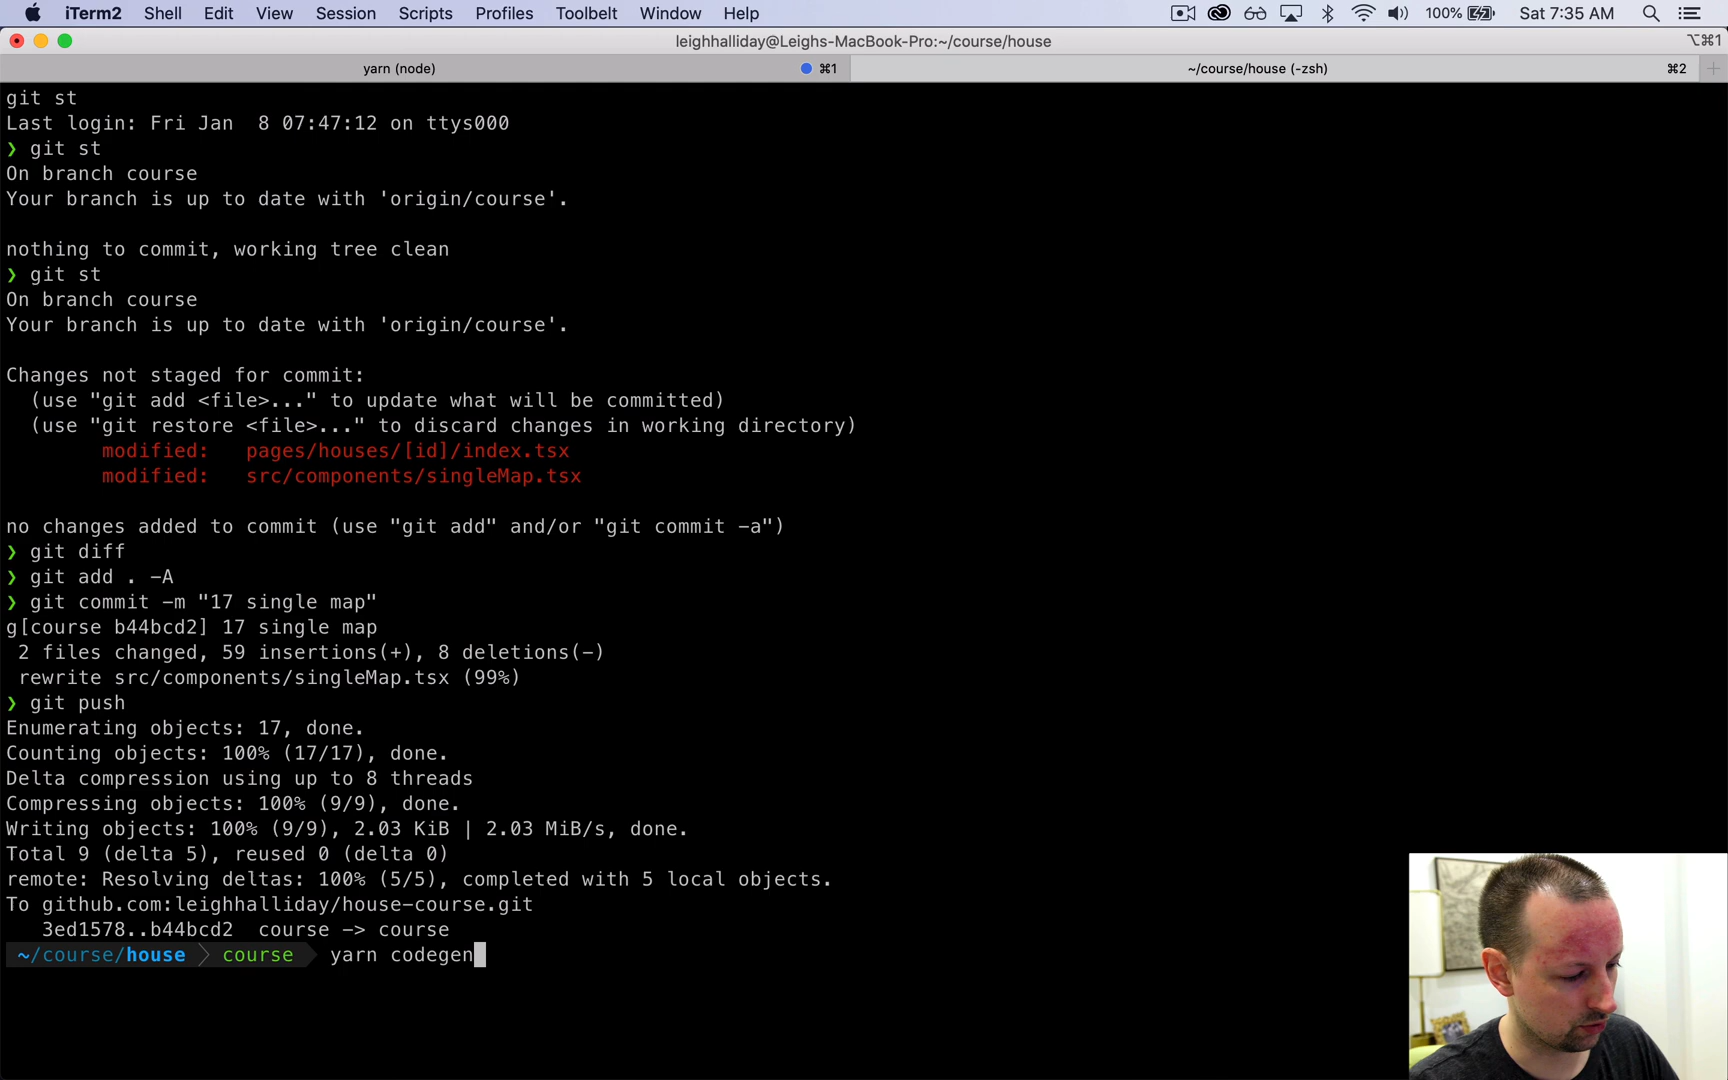 iTerm2 Shell Edit View Session Scripts Profiles Toolbelt Window Help 100% Sat 7:35 AM
leighhalliday@Leighs-MacBook-Pro:~/course/house ⌥⌘1
yarn (node) ⌘1 ~/course/house (-zsh) ⌘2 +
git st
Last login: Fri Jan  8 07:47:12 on ttys000
❯ git st
On branch course
Your branch is up to date with 'origin/course'.
nothing to commit, working tree clean
❯ git st
On branch course
Your branch is up to date with 'origin/course'.
Changes not staged for commit:
(use "git add <file>..." to update what will be committed)
(use "git restore <file>..." to discard changes in working directory)
modified:   pages/houses/[id]/index.tsx
modified:   src/components/singleMap.tsx
no changes added to commit (use "git add" and/or "git commit -a")
❯ git diff
❯ git add . -A
❯ git commit -m "17 single map"
g[course b44bcd2] 17 single map
2 files changed, 59 insertions(+), 8 deletions(-)
rewrite src/components/singleMap.tsx (99%)
❯ git push
Enumerating objects: 17, done.
Counting objects: 100% (17/17), done.
Delta compression using up to 8 threads
Compressing objects: 100% (9/9), done.
Writing objects: 100% (9/9), 2.03 KiB | 2.03 MiB/s, done.
Total 9 (delta 5), reused 0 (delta 0)
remote: Resolving deltas: 100% (5/5), completed with 5 local objects.
To github.com:leighhalliday/house-course.git
3ed1578..b44bcd2  course -> course
~/course/house course yarn codegen